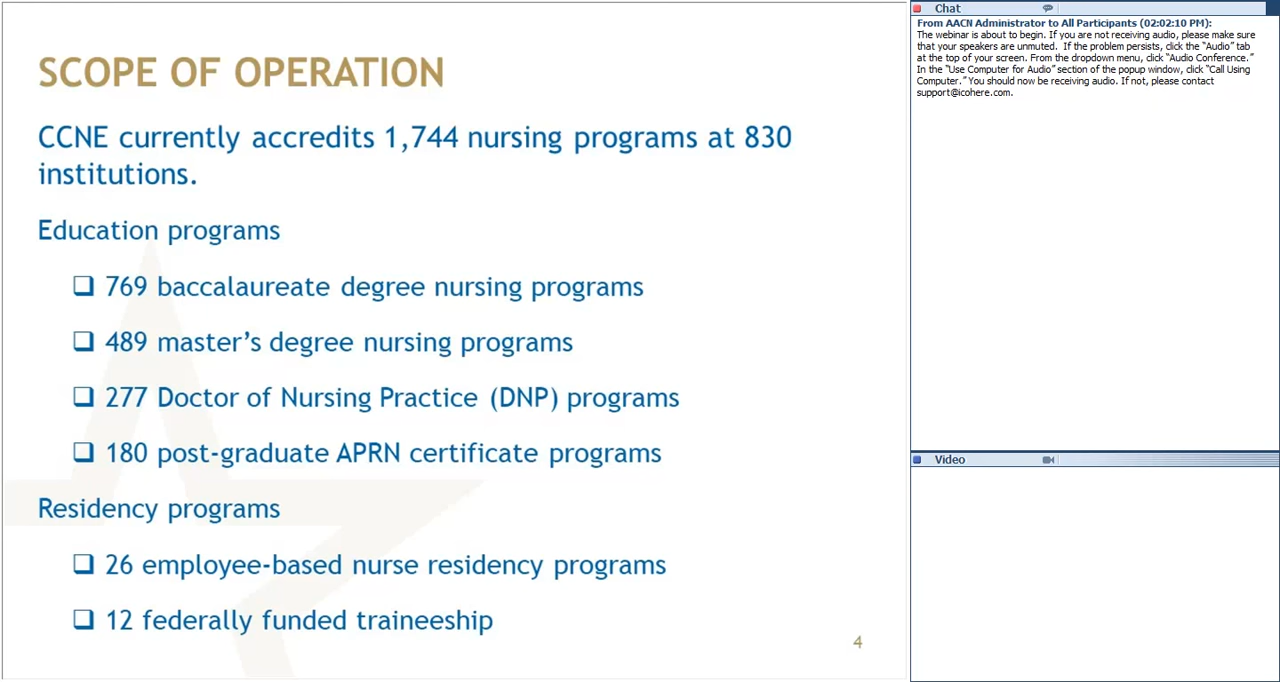 SCOPE OF OPERATION
CCNE currently accredits 1,744 nursing programs at 830
institutions.
Education programs
❑ 769 baccalaureate degree nursing programs
❑ 489 master’s degree nursing programs
❑ 277 Doctor of Nursing Practice (DNP) programs
❑ 180 post-graduate APRN certificate programs
Residency programs
❑ 26 employee-based nurse residency programs
❑ 12 federally funded traineeship
4
Chat
From AACN Administrator to All Participants (02:02:10 PM):
The webinar is about to begin. If you are not receiving audio, please make sure
that your speakers are unmuted. If the problem persists, click the “Audio” tab
at the top of your screen. From the dropdown menu, click “Audio Conference.”
In the “Use Computer for Audio” section of the popup window, click “Call Using
Computer.” You should now be receiving audio. If not, please contact
support@icohere.com.
Video